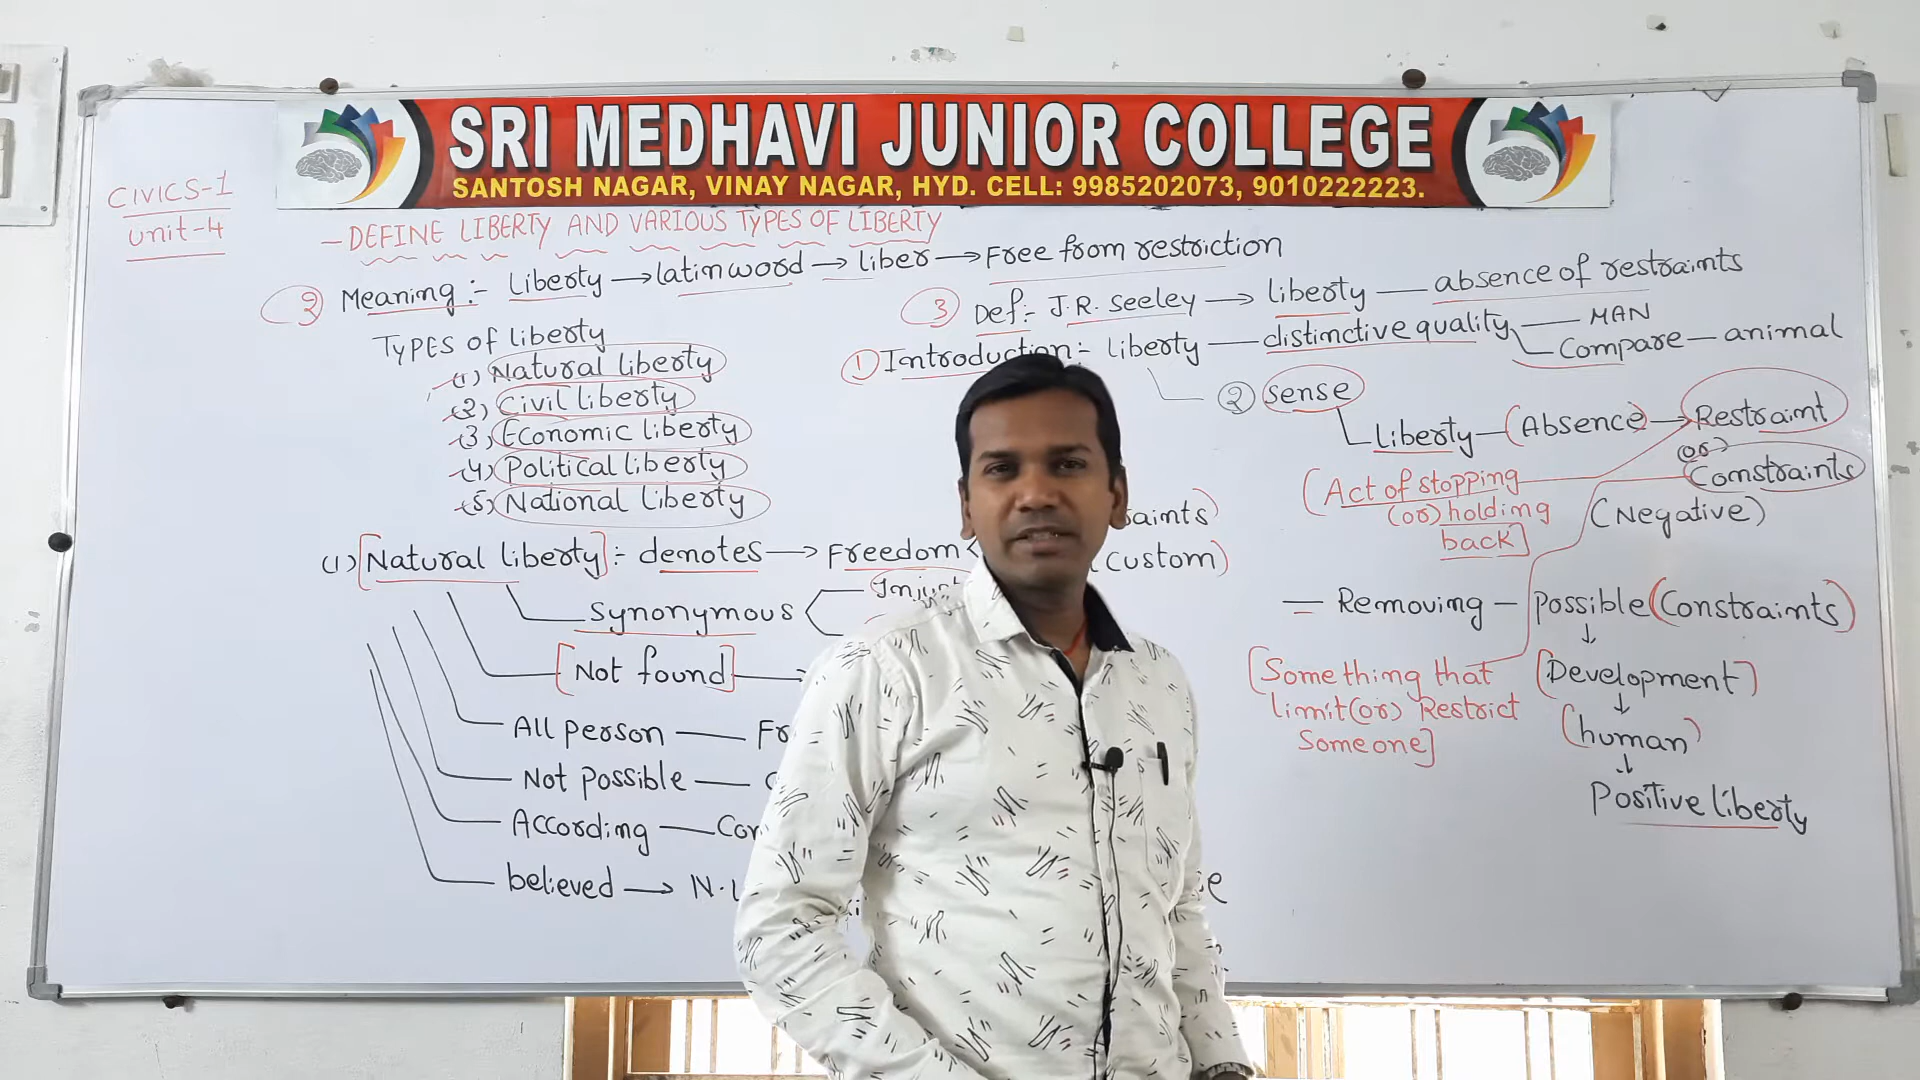 SRI MEDHAVI JUNIOR COLLEGE
SANTOSH NAGAR, VINAY NAGAR, HYD. CELL: 9985202073, 9010222223.
CIVICS-1
unit-4
- DEFINE LIBERTY AND VARIOUS TYPES OF LIBERTY
② Meaning:- Liberty → latin word → liber → Free from restriction
TYPES of liberty
(1) Natural liberty
(2) Civil liberty
(3) Economic liberty
(4) Political liberty
(5) National liberty
③ Def:- J.R. Seeley → liberty — absence of restraints
① Introduction:- liberty — distinctive quality — MAN
Compare — animal
② Sense
Liberty — (Absence) → Restraint
(or)
Constraints
(Act of stopping
(or) holding
back]
(Negative)
(1) [Natural liberty]:- denotes → Freedom
(Custom)
Synonymous
[Not found]
All person
Not possible
According
believed → N.L
— Removing — possible (Constraints)
↓
(Development)
↓
(human)
↓
Positive liberty
[Something that
limit (or) Restrict
Someone]